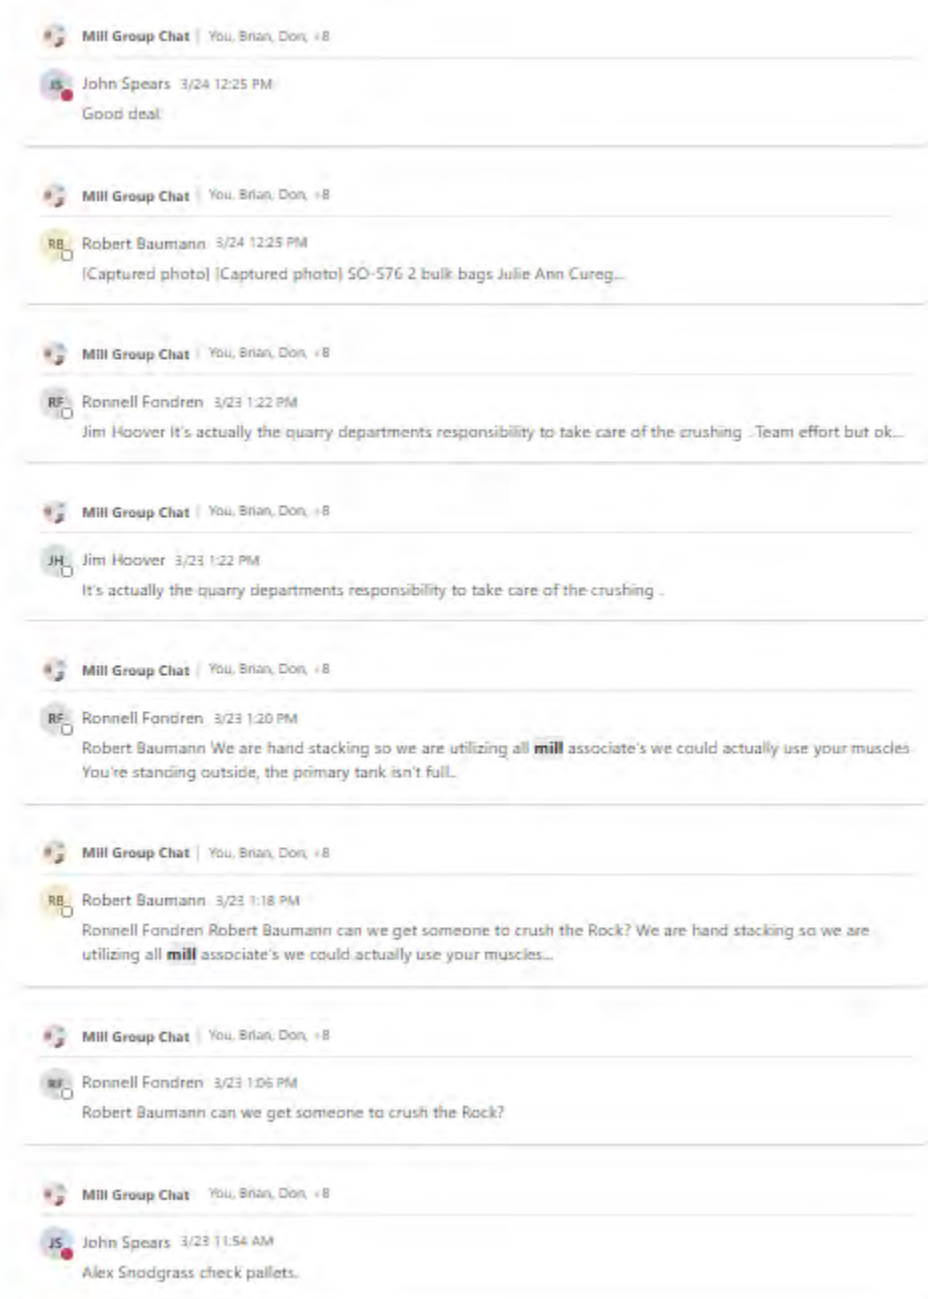 Mill Group Chat | You, Brian, Don, +8
JS John Spears 3/24 12:25 PM
Good deal
Mill Group Chat | You, Brian, Don, +8
RB Robert Baumann 3/24 12:25 PM
[Captured photo] [Captured photo] SO-576 2 bulk bags Julie Ann Cureg...
Mill Group Chat | You, Brian, Don, +8
RF Ronnell Fondren 3/23 1:22 PM
Jim Hoover It's actually the quarry departments responsibility to take care of the crushing . Team effort but ok...
Mill Group Chat | You, Brian, Don, +8
JH Jim Hoover 3/23 1:22 PM
It's actually the quarry departments responsibility to take care of the crushing .
Mill Group Chat | You, Brian, Don, +8
RF Ronnell Fondren 3/23 1:20 PM
Robert Baumann We are hand stacking so we are utilizing all mill associate's we could actually use your muscles
You're standing outside, the primary tank isn't full..
Mill Group Chat | You, Brian, Don, +8
RB Robert Baumann 3/23 1:18 PM
Ronnell Fondren Robert Baumann can we get someone to crush the Rock? We are hand stacking so we are
utilizing all mill associate's we could actually use your muscles...
Mill Group Chat | You, Brian, Don, +8
RF Ronnell Fondren 3/23 1:06 PM
Robert Baumann can we get someone to crush the Rock?
Mill Group Chat You, Brian, Don, +8
JS John Spears 3/23 11:54 AM
Alex Snodgrass check pallets.